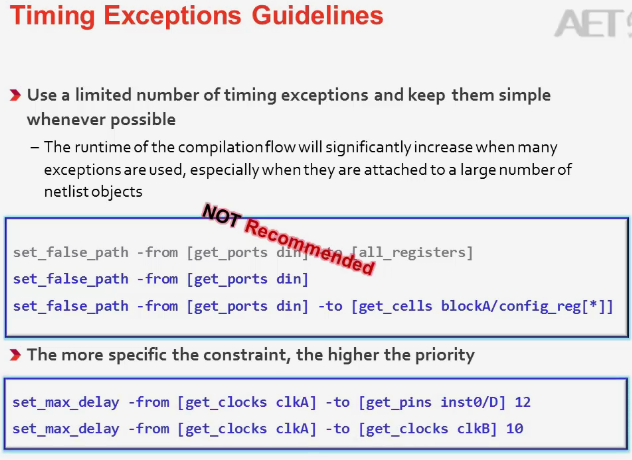 Timing Exceptions Guidelines
AET
Use a limited number of timing exceptions and keep them simple
whenever possible
– The runtime of the compilation flow will significantly increase when many
exceptions are used, especially when they are attached to a large number of
netlist objects
NOT Recommended
set_false_path -from [get_ports din] -to [all_registers]
set_false_path -from [get_ports din]
set_false_path -from [get_ports din] -to [get_cells blockA/config_reg[*]]
The more specific the constraint, the higher the priority
set_max_delay -from [get_clocks clkA] -to [get_pins inst0/D] 12
set_max_delay -from [get_clocks clkA] -to [get_clocks clkB] 10